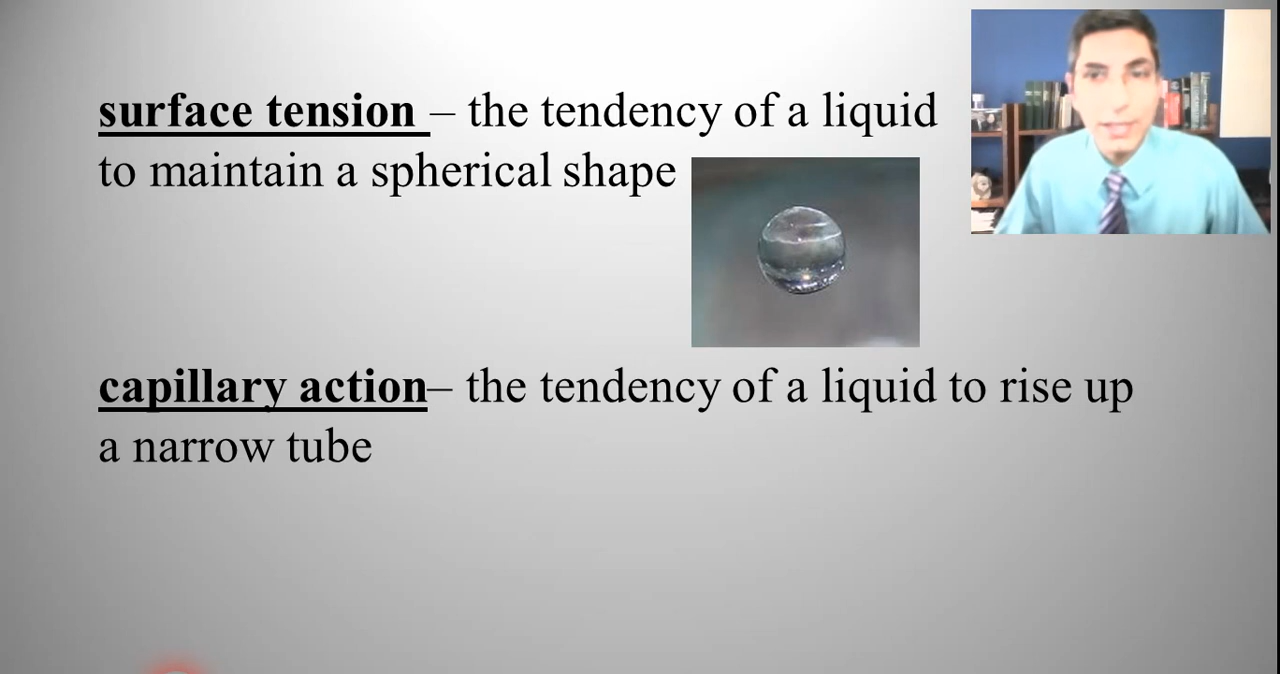 surface tension – the tendency of a liquid
to maintain a spherical shape
capillary action– the tendency of a liquid to rise up
a narrow tube